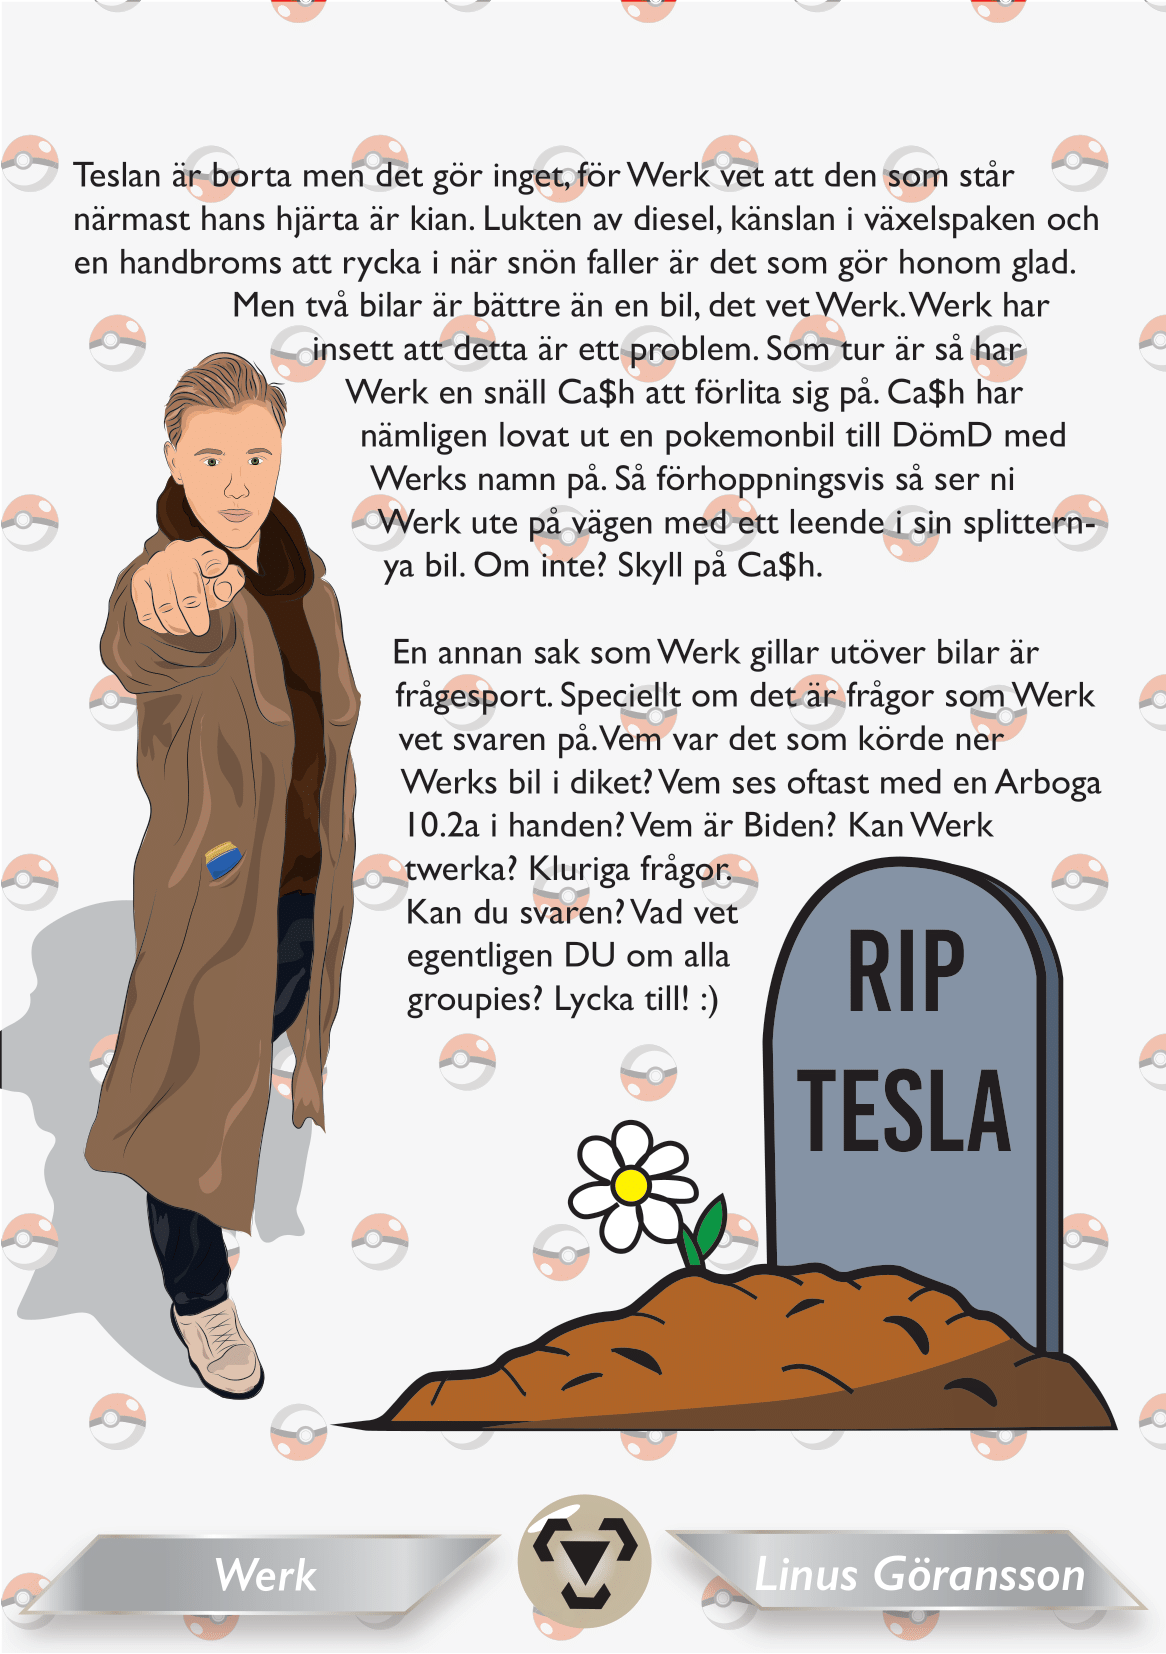 Teslan är borta men det gör inget, för Werk vet att den som står
närmast hans hjärta är kian. Lukten av diesel, känslan i växelspaken och
en handbroms att rycka i när snön faller är det som gör honom glad.
Men två bilar är bättre än en bil, det vet Werk. Werk har
insett att detta är ett problem. Som tur är så har
Werk en snäll Ca$h att förlita sig på. Ca$h har
nämligen lovat ut en pokemonbil till DömD med
Werks namn på. Så förhoppningsvis så ser ni
Werk ute på vägen med ett leende i sin splittern-
ya bil. Om inte? Skyll på Ca$h.
En annan sak som Werk gillar utöver bilar är
frågesport. Speciellt om det är frågor som Werk
vet svaren på. Vem var det som körde ner
Werks bil i diket? Vem ses oftast med en Arboga
10.2a i handen? Vem är Biden? Kan Werk
twerka? Kluriga frågor.
Kan du svaren? Vad vet
egentligen DU om alla
groupies? Lycka till! :)
RIP
TESLA
Werk
Linus Göransson